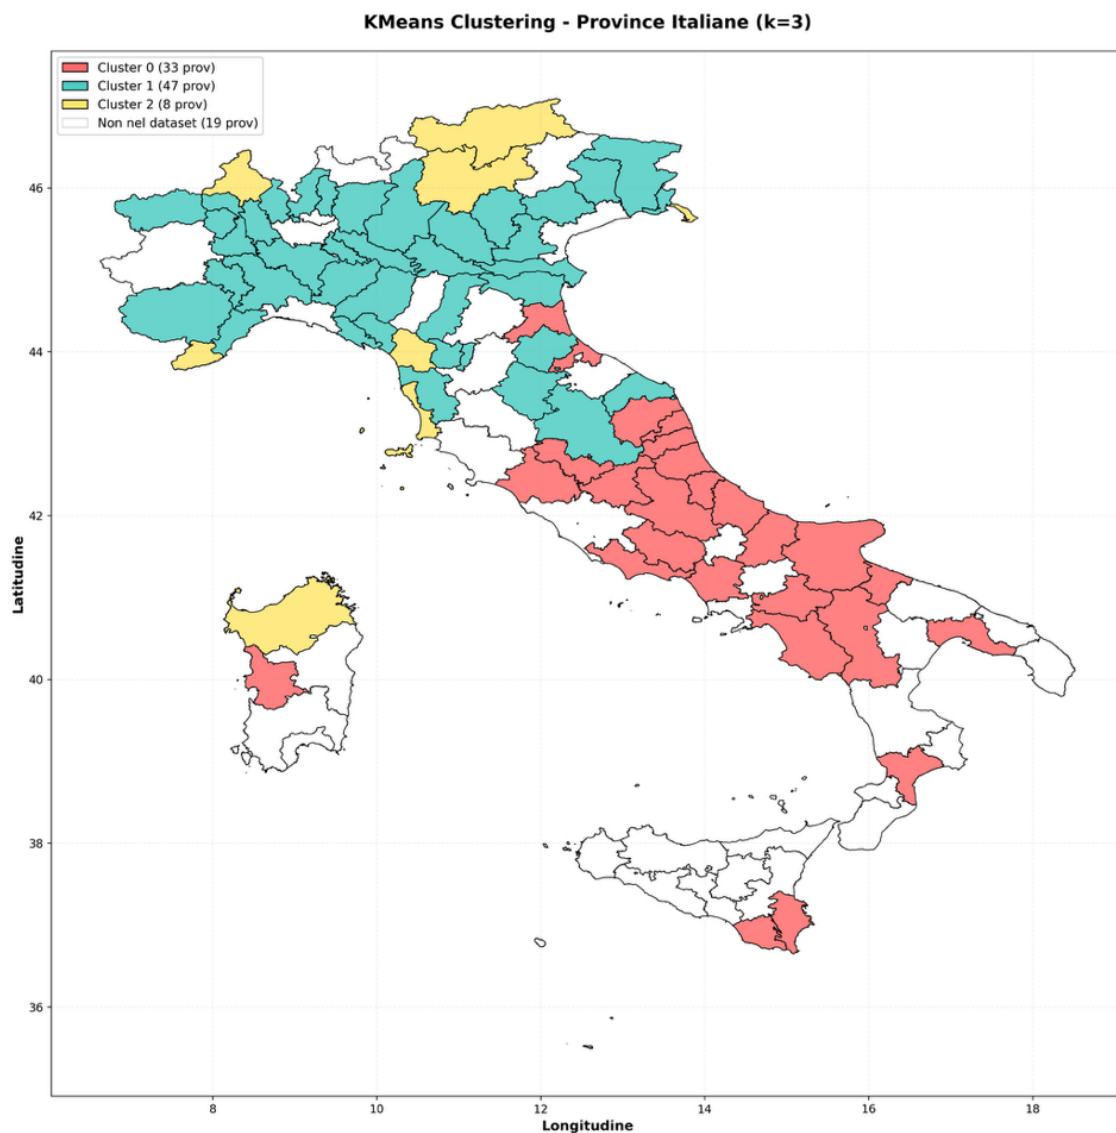 KMeans Clustering - Province Italiane (k=3)
Cluster 0 (33 prov)
Cluster 1 (47 prov)
Cluster 2 (8 prov)
Non nel dataset (19 prov)
46
44
42
40
38
36
Latitudine
8 10 12 14 16 18
Longitudine